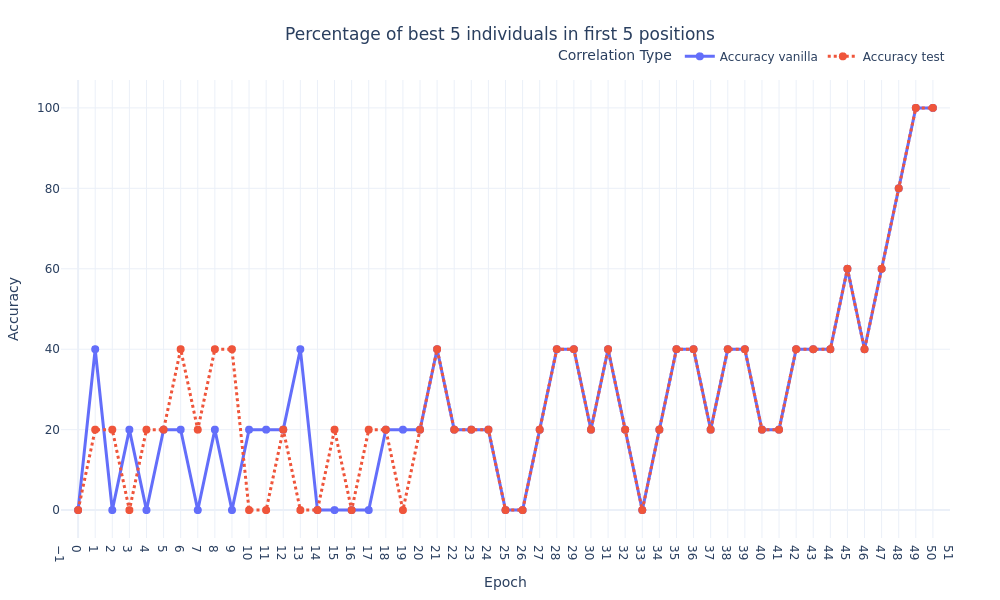 Percentage of best 5 individuals in first 5 positions
Correlation Type Accuracy vanilla Accuracy test
100
80
60
40
20
0
Accuracy
−1 0 1 2 3 4 5 6 7 8 9 10 11 12 13 14 15 16 17 18 19 20 21 22 23 24 25 26 27 28 29 30 31 32 33 34 35 36 37 38 39 40 41 42 43 44 45 46 47 48 49 50 51
Epoch